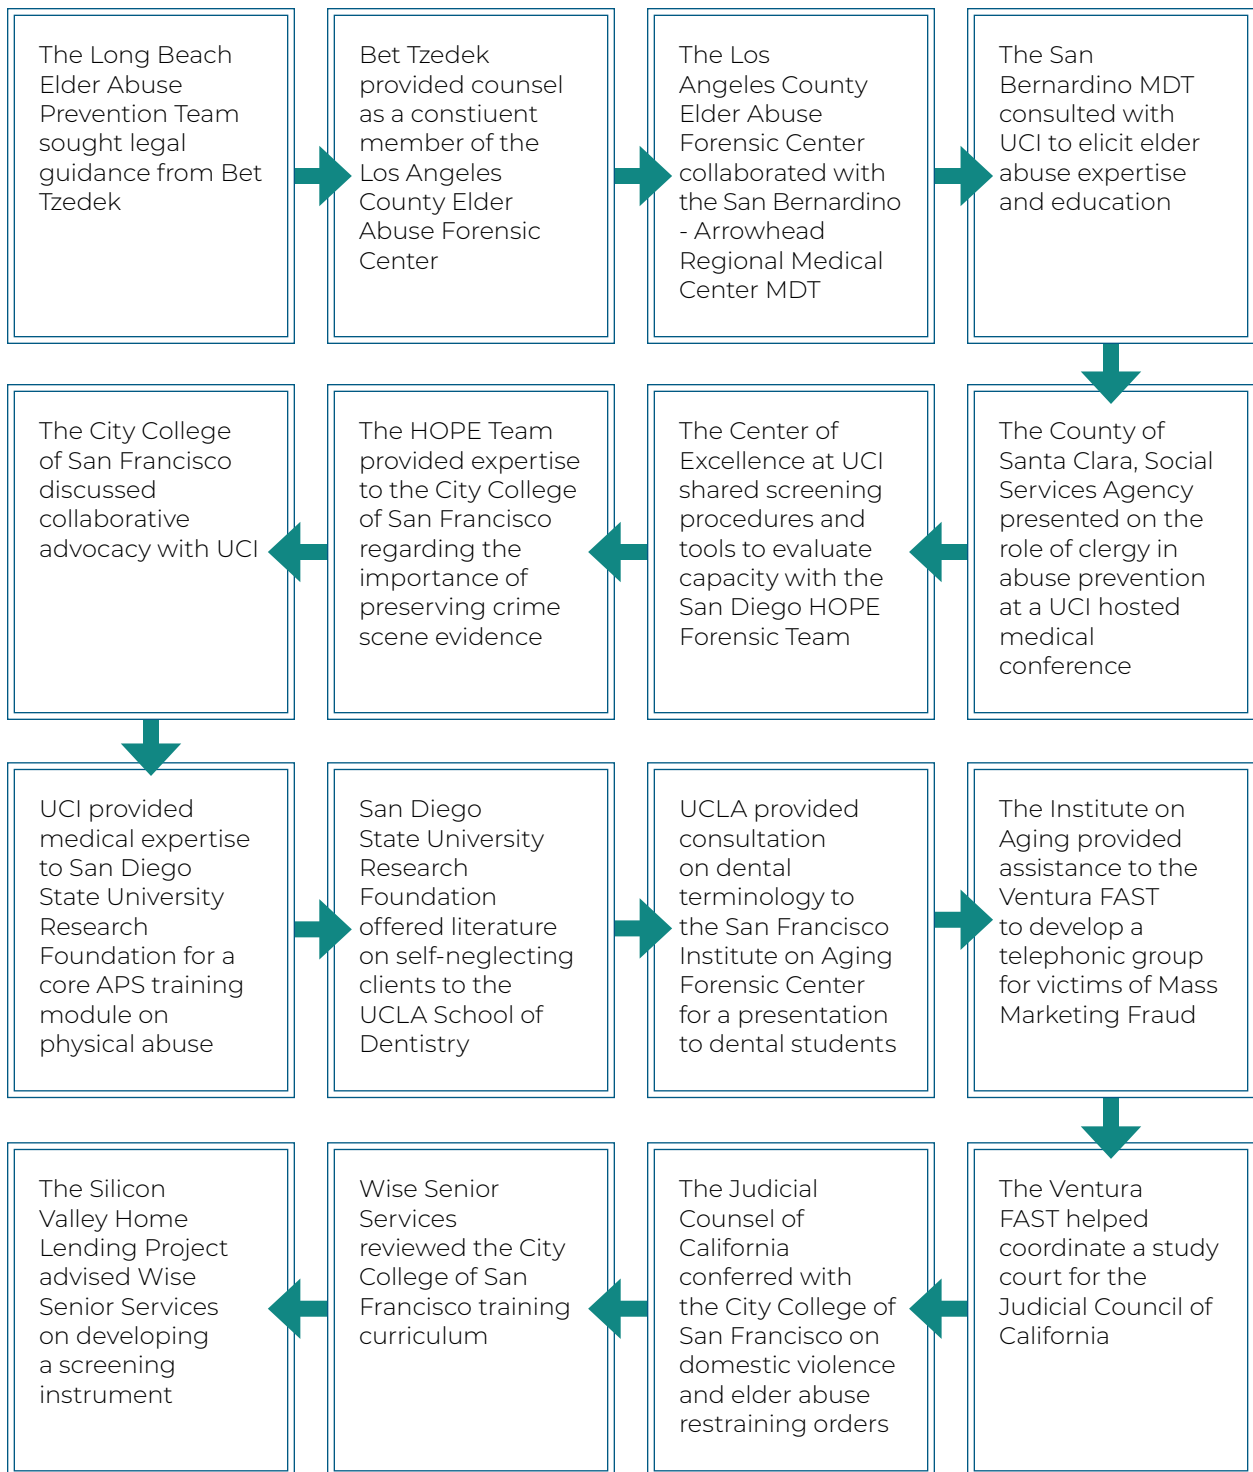 The Long Beach
Elder Abuse
Prevention Team
sought legal
guidance from Bet
Tzedek
Bet Tzedek
provided counsel
as a constiuent
member of the
Los Angeles
County Elder
Abuse Forensic
Center
The Los
Angeles County
Elder Abuse
Forensic Center
collaborated with
the San Bernardino
- Arrowhead
Regional Medical
Center MDT
The San
Bernardino MDT
consulted with
UCI to elicit elder
abuse expertise
and education
The County of
Santa Clara, Social
Services Agency
presented on the
role of clergy in
abuse prevention
at a UCI hosted
medical
conference
The Center of
Excellence at UCI
shared screening
procedures and
tools to evaluate
capacity with the
San Diego HOPE
Forensic Team
The HOPE Team
provided expertise
to the City College
of San Francisco
regarding the
importance of
preserving crime
scene evidence
The City College
of San Francisco
discussed
collaborative
advocacy with UCI
UCI provided
medical expertise
to San Diego
State University
Research
Foundation for a
core APS training
module on
physical abuse
San Diego
State University
Research
Foundation
offered literature
on self-neglecting
clients to the
UCLA School of
Dentistry
UCLA provided
consultation
on dental
terminology to
the San Francisco
Institute on Aging
Forensic Center
for a presentation
to dental students
The Institute on
Aging provided
assistance to the
Ventura FAST
to develop a
telephonic group
for victims of Mass
Marketing Fraud
The Ventura
FAST helped
coordinate a study
court for the
Judicial Council of
California
The Judicial
Counsel of
California
conferred with
the City College of
San Francisco on
domestic violence
and elder abuse
restraining orders
Wise Senior
Services
reviewed the City
College of San
Francisco training
curriculum
The Silicon
Valley Home
Lending Project
advised Wise
Senior Services
on developing
a screening
instrument